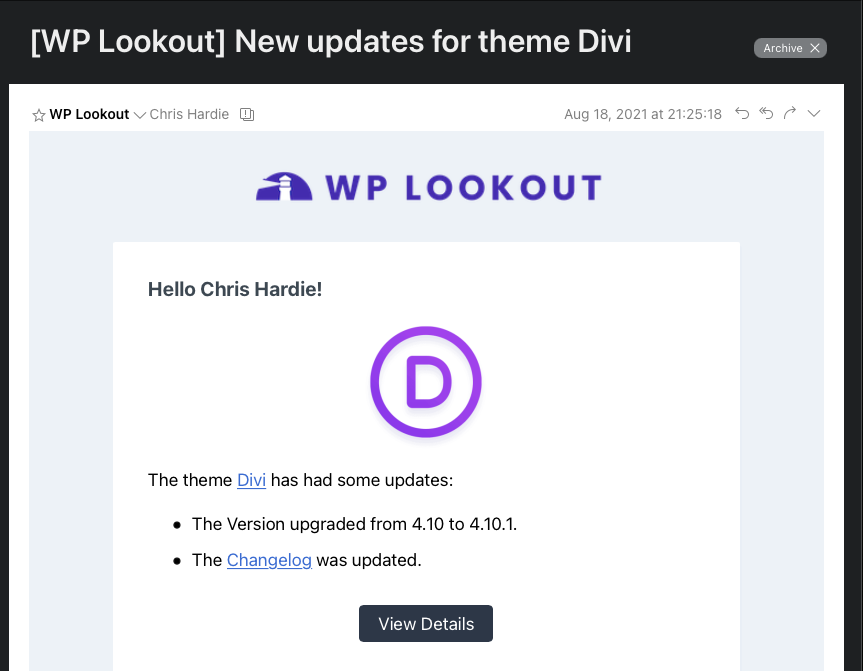 [WP Lookout] New updates for theme Divi
Archive
WP Lookout Chris Hardie
Aug 18, 2021 at 21:25:18
WP LOOKOUT
Hello Chris Hardie!
D
The theme Divi has had some updates:
The Version upgraded from 4.10 to 4.10.1.
The Changelog was updated.
View Details